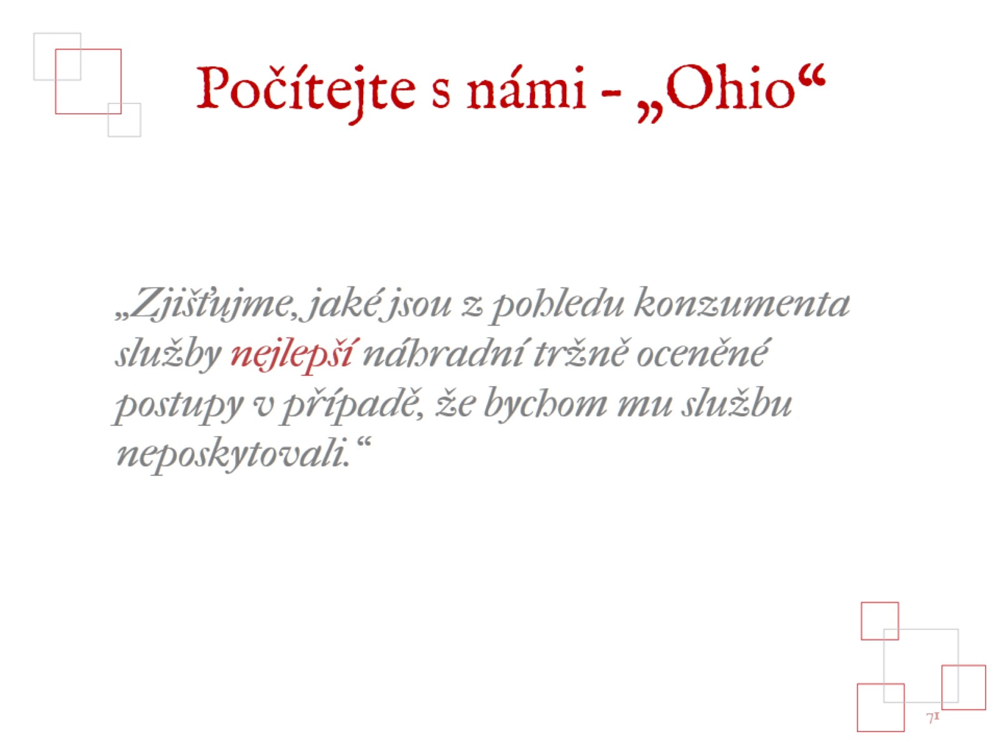 Počítejte s námi - „Ohio“
„Zjišťujme, jaké jsou z pohledu konzumenta
služby nejlepší náhradní tržně oceněné
postupy v případě, že bychom mu službu
neposkytovali.“
71